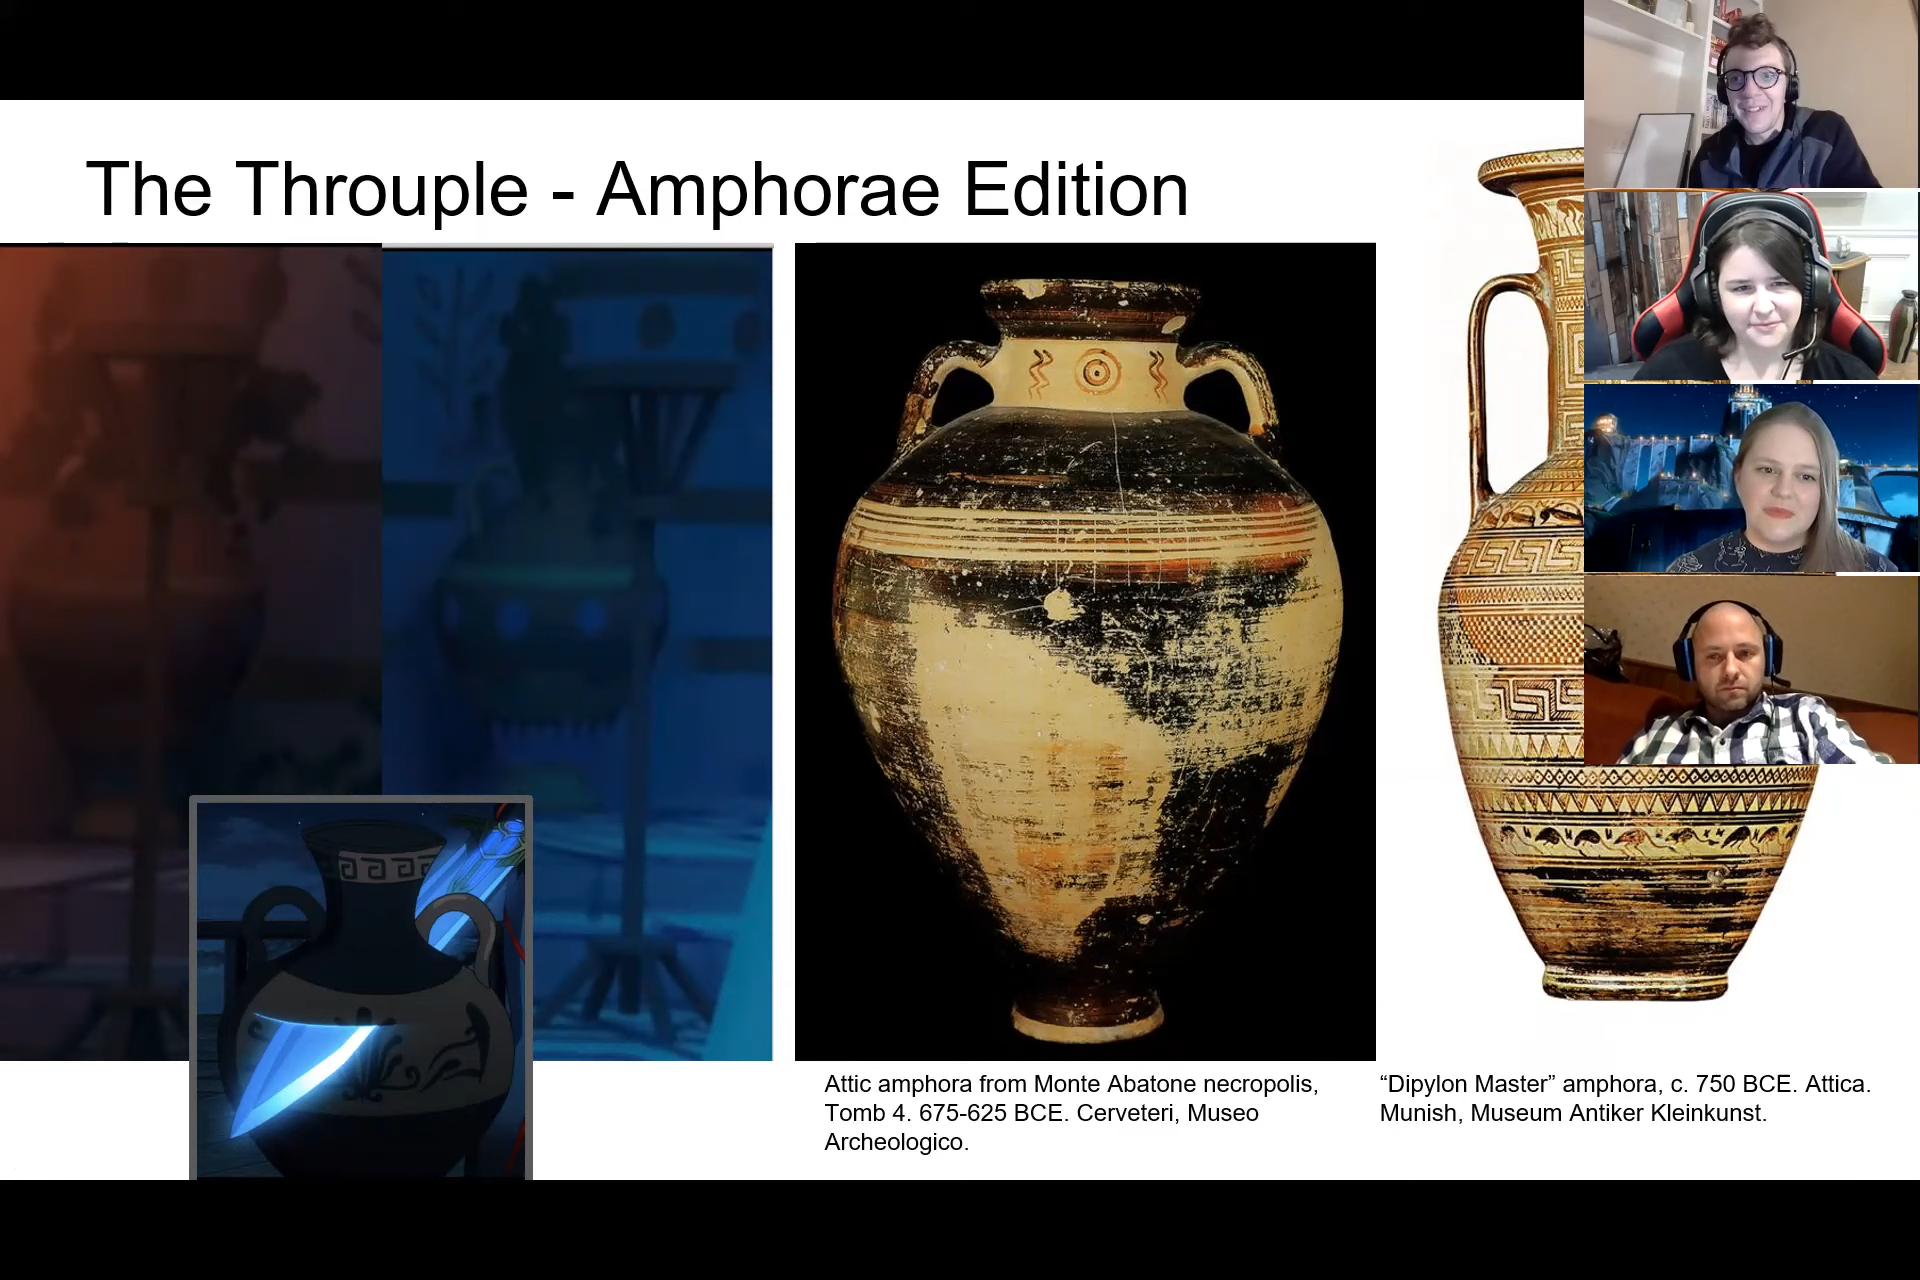 The Throuple - Amphorae Edition
Attic amphora from Monte Abatone necropolis,
Tomb 4. 675-625 BCE. Cerveteri, Museo
Archeologico.
“Dipylon Master” amphora, c. 750 BCE. Attica.
Munish, Museum Antiker Kleinkunst.